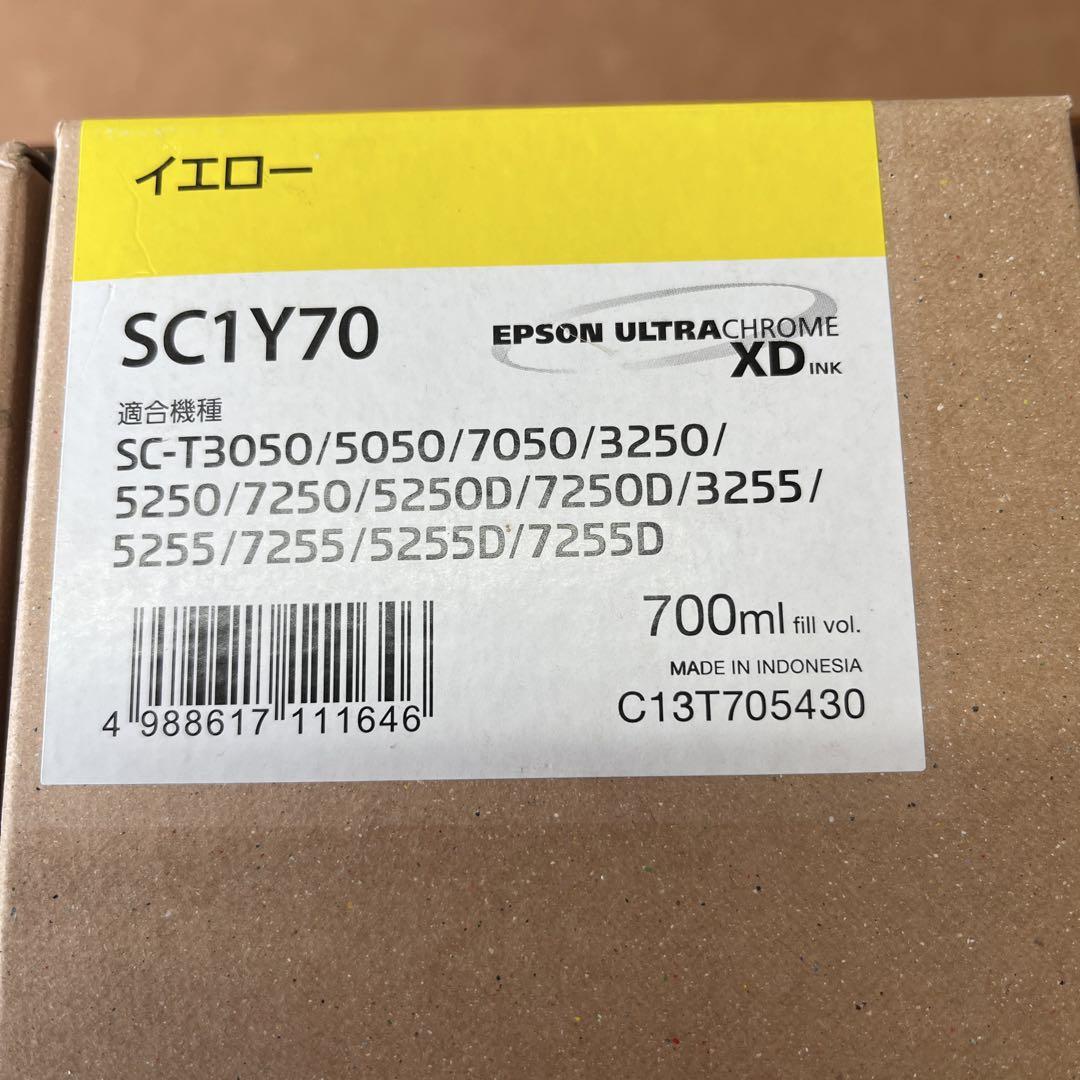 イエロー
SC1Y70
EPSON ULTRACHROME
XD INK
適合機種
SC-T3050/5050/7050/3250/
5250/7250/5250D/7250D/3255/
5255/7255/5255D/7255D
700ml fill vol.
MADE IN INDONESIA
C13T705430
4 988617 111646